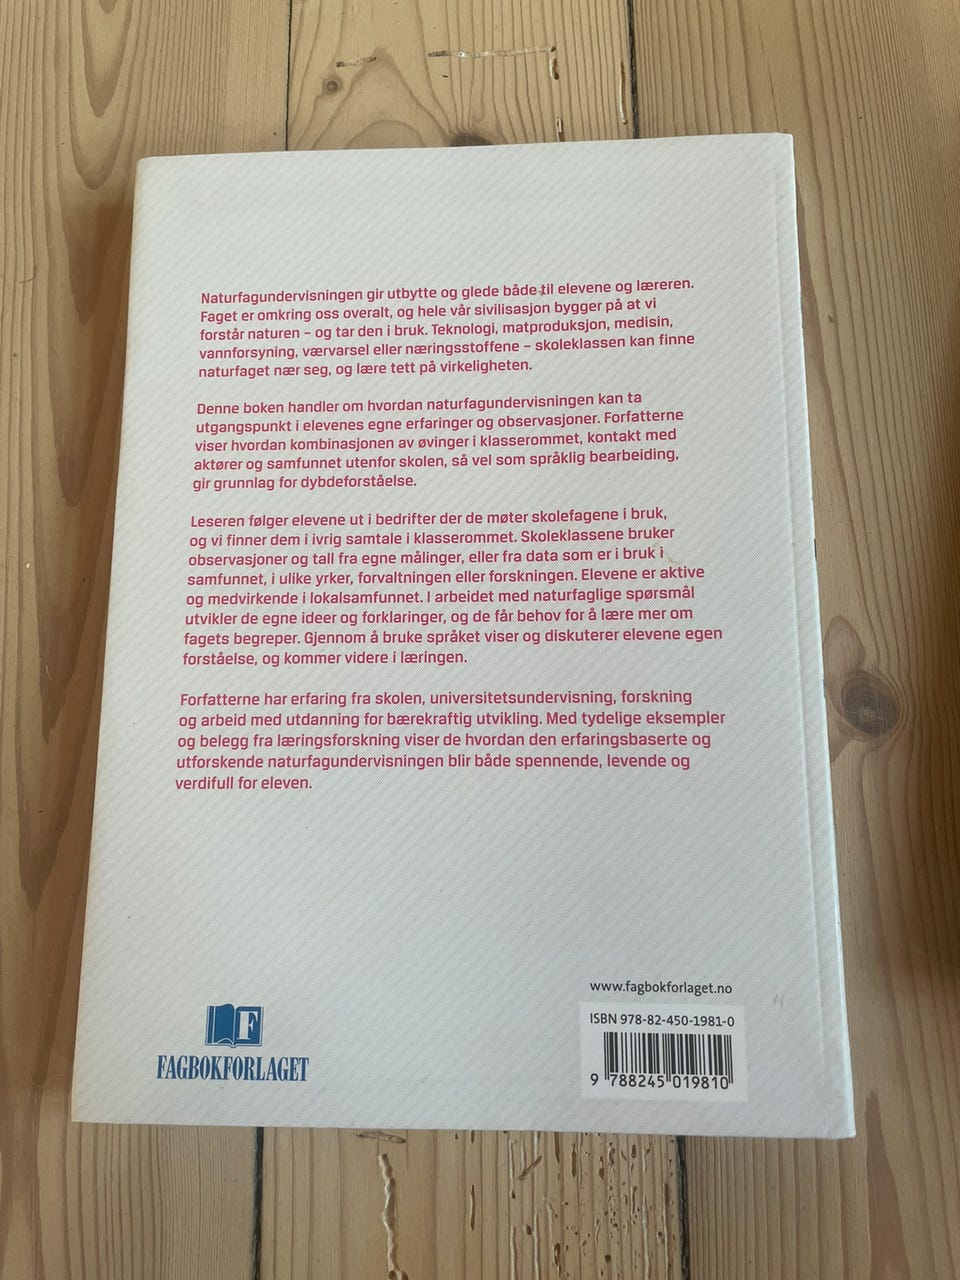 Naturfagundervisningen gir utbytte og glede både til elevene og læreren.
Faget er omkring oss overalt, og hele vår sivilisasjon bygger på at vi
forstår naturen – og tar den i bruk. Teknologi, matproduksjon, medisin,
vannforsyning, værvarsel eller næringsstoffene – skoleklassen kan finne
naturfaget nær seg, og lære tett på virkeligheten.
Denne boken handler om hvordan naturfagundervisningen kan ta
utgangspunkt i elevenes egne erfaringer og observasjoner. Forfatterne
viser hvordan kombinasjonen av øvinger i klasserommet, kontakt med
aktører og samfunnet utenfor skolen, så vel som språklig bearbeiding,
gir grunnlag for dybdeforståelse.
Leseren følger elevene ut i bedrifter der de møter skolefagene i bruk,
og vi finner dem i ivrig samtale i klasserommet. Skoleklassene bruker
observasjoner og tall fra egne målinger, eller fra data som er i bruk i
samfunnet, i ulike yrker, forvaltningen eller forskningen. Elevene er aktive
og medvirkende i lokalsamfunnet. I arbeidet med naturfaglige spørsmål
utvikler de egne ideer og forklaringer, og de får behov for å lære mer om
fagets begreper. Gjennom å bruke språket viser og diskuterer elevene egen
forståelse, og kommer videre i læringen.
Forfatterne har erfaring fra skolen, universitetsundervisning, forskning
og arbeid med utdanning for bærekraftig utvikling. Med tydelige eksempler
og belegg fra læringsforskning viser de hvordan den erfaringsbaserte og
utforskende naturfagundervisningen blir både spennende, levende og
verdifull for eleven.
www.fagbokforlaget.no
ISBN 978-82-450-1981-0
9 788245 019810
F
FAGBOKFORLAGET